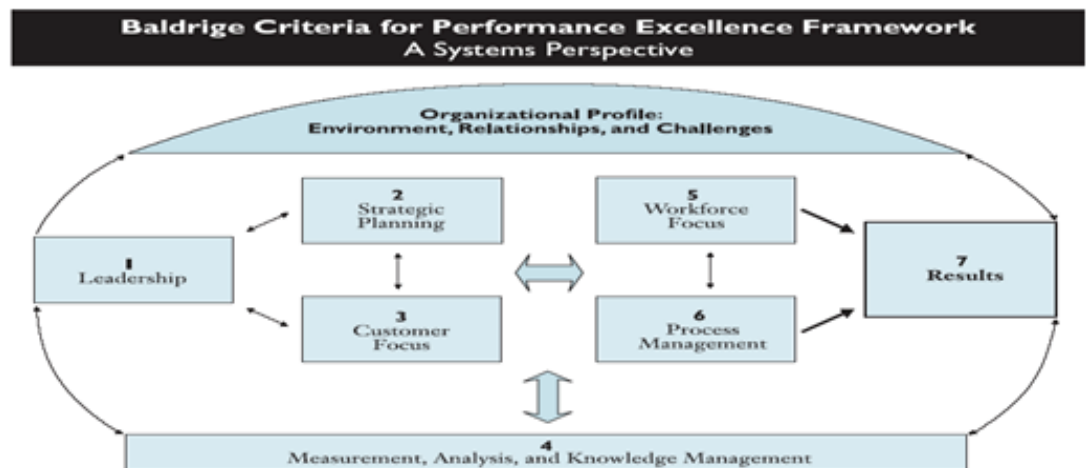 Baldrige Criteria for Performance Excellence Framework
A Systems Perspective
Organizational Profile:
Environment, Relationships, and Challenges
1
Leadership
2
Strategic
Planning
3
Customer
Focus
5
Workforce
Focus
6
Process
Management
7
Results
4
Measurement, Analysis, and Knowledge Management